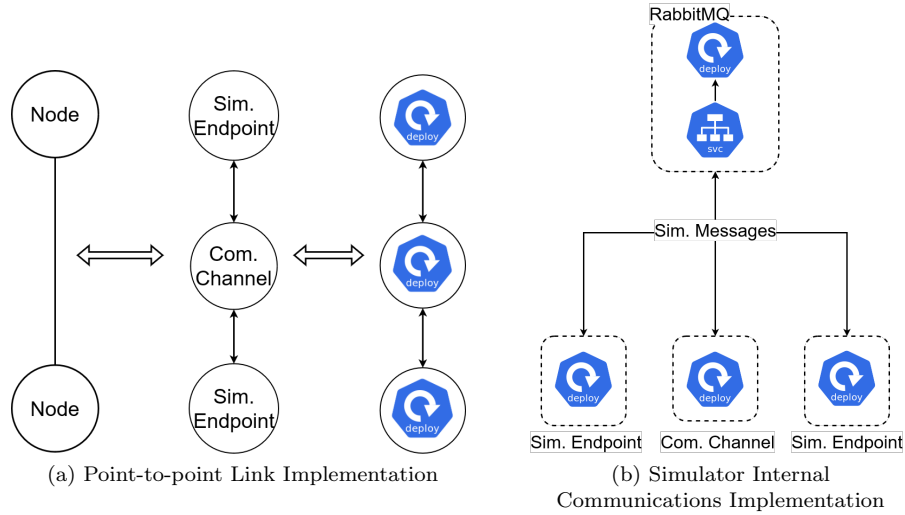 Node
Sim.
Endpoint
deploy
Com.
Channel
deploy
Node
Sim.
Endpoint
deploy
(a) Point-to-point Link Implementation
RabbitMQ
deploy
svc
Sim. Messages
deploy
deploy
deploy
Sim. Endpoint
Com. Channel
Sim. Endpoint
(b) Simulator Internal
Communications Implementation